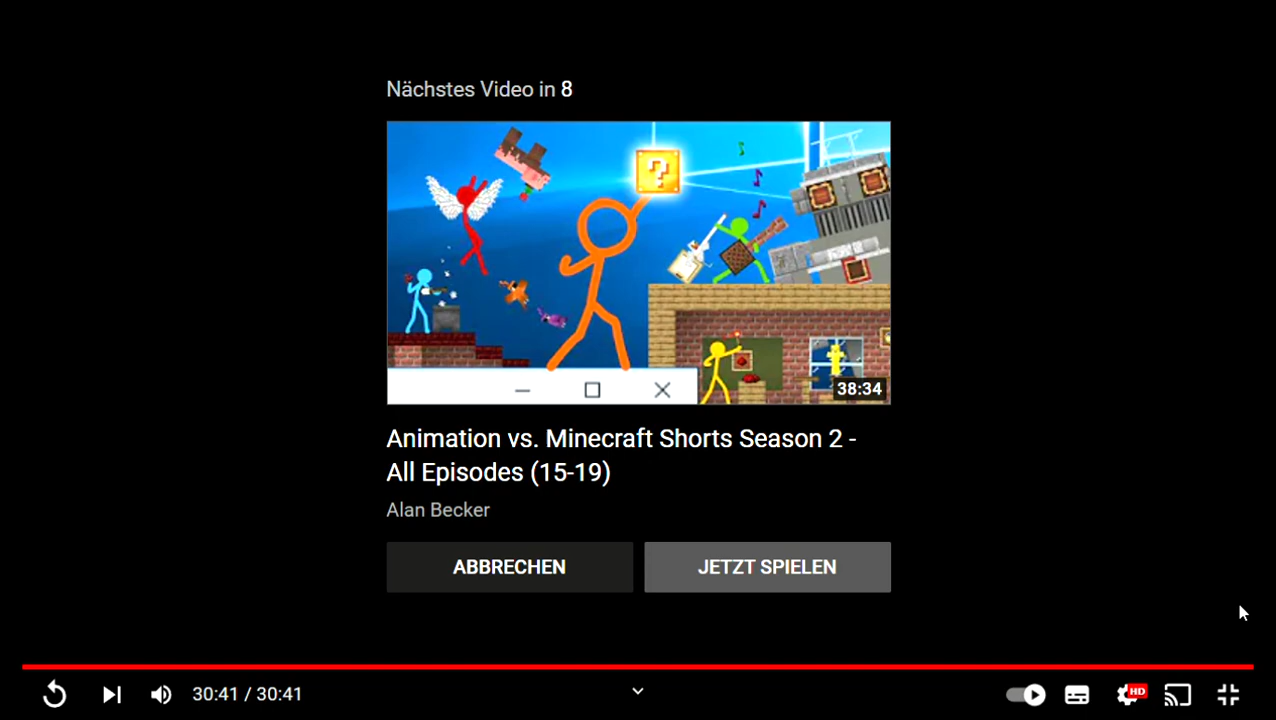 Nächstes Video in 8
?
38:34
Animation vs. Minecraft Shorts Season 2 -
All Episodes (15-19)
Alan Becker
ABBRECHEN
JETZT SPIELEN
30:41 / 30:41
HD